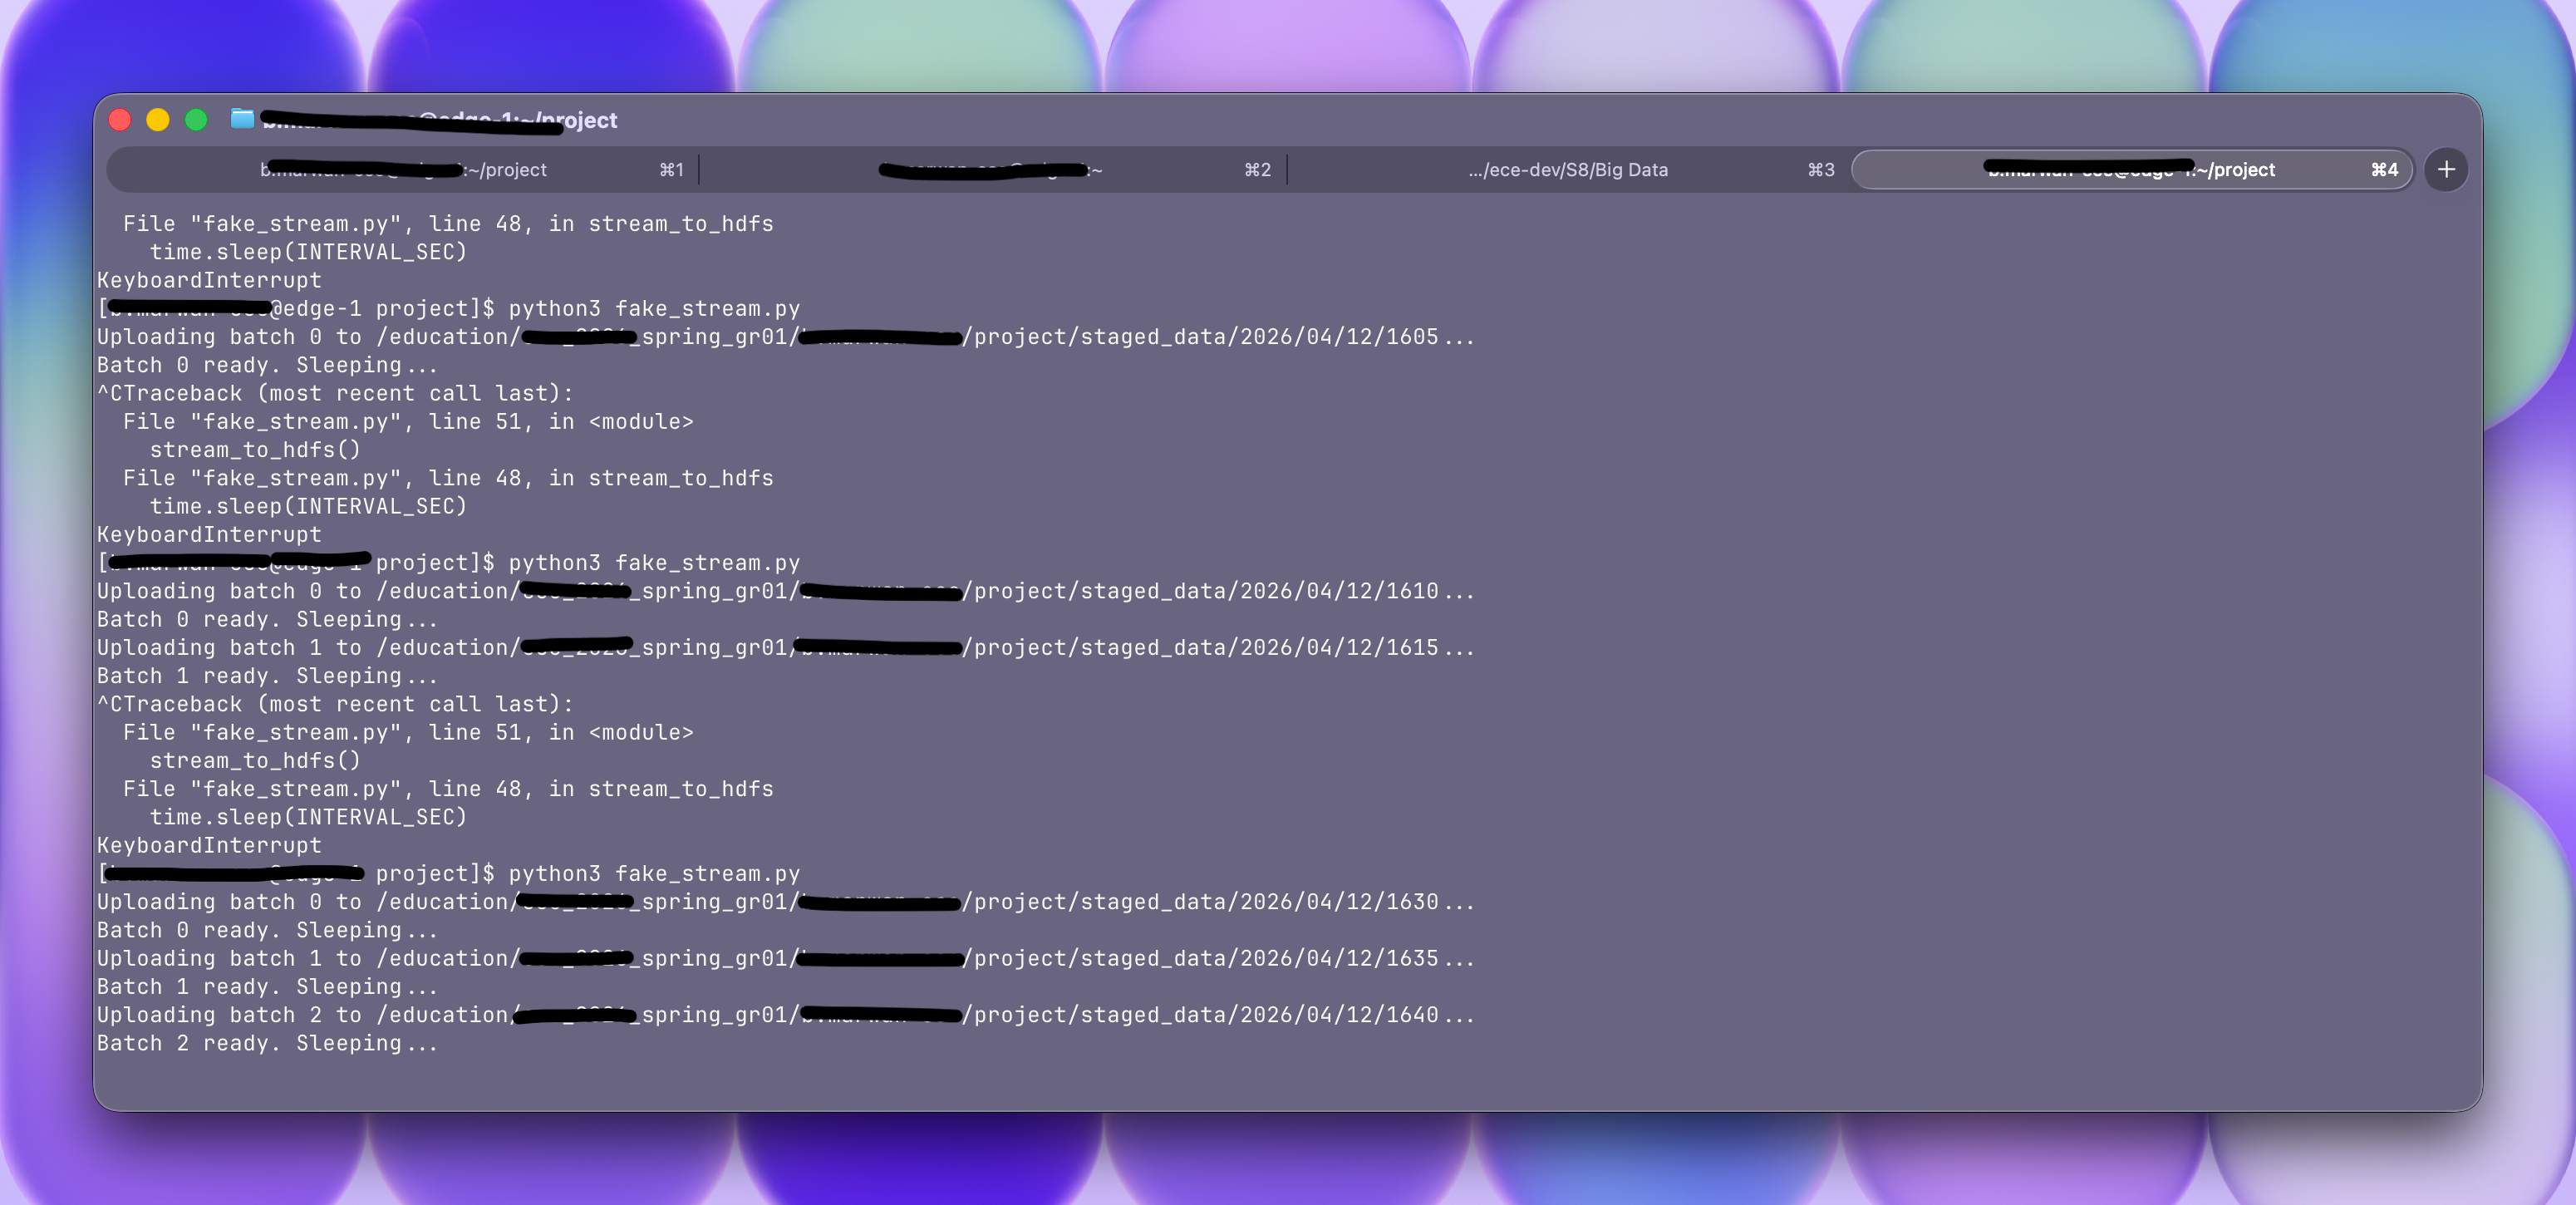 project
:~/project ⌘1
:~ ⌘2
.../ece-dev/S8/Big Data ⌘3
:~/project ⌘4 +
File "fake_stream.py", line 48, in stream_to_hdfs
time.sleep(INTERVAL_SEC)
KeyboardInterrupt
[@edge-1 project]$ python3 fake_stream.py
Uploading batch 0 to /education/_spring_gr01//project/staged_data/2026/04/12/1605...
Batch 0 ready. Sleeping...
^CTraceback (most recent call last):
File "fake_stream.py", line 51, in <module>
stream_to_hdfs()
File "fake_stream.py", line 48, in stream_to_hdfs
time.sleep(INTERVAL_SEC)
KeyboardInterrupt
[ project]$ python3 fake_stream.py
Uploading batch 0 to /education/_spring_gr01//project/staged_data/2026/04/12/1610...
Batch 0 ready. Sleeping...
Uploading batch 1 to /education/_spring_gr01//project/staged_data/2026/04/12/1615...
Batch 1 ready. Sleeping...
^CTraceback (most recent call last):
File "fake_stream.py", line 51, in <module>
stream_to_hdfs()
File "fake_stream.py", line 48, in stream_to_hdfs
time.sleep(INTERVAL_SEC)
KeyboardInterrupt
[ project]$ python3 fake_stream.py
Uploading batch 0 to /education/_spring_gr01//project/staged_data/2026/04/12/1630...
Batch 0 ready. Sleeping...
Uploading batch 1 to /education/_spring_gr01//project/staged_data/2026/04/12/1635...
Batch 1 ready. Sleeping...
Uploading batch 2 to /education/_spring_gr01//project/staged_data/2026/04/12/1640...
Batch 2 ready. Sleeping...